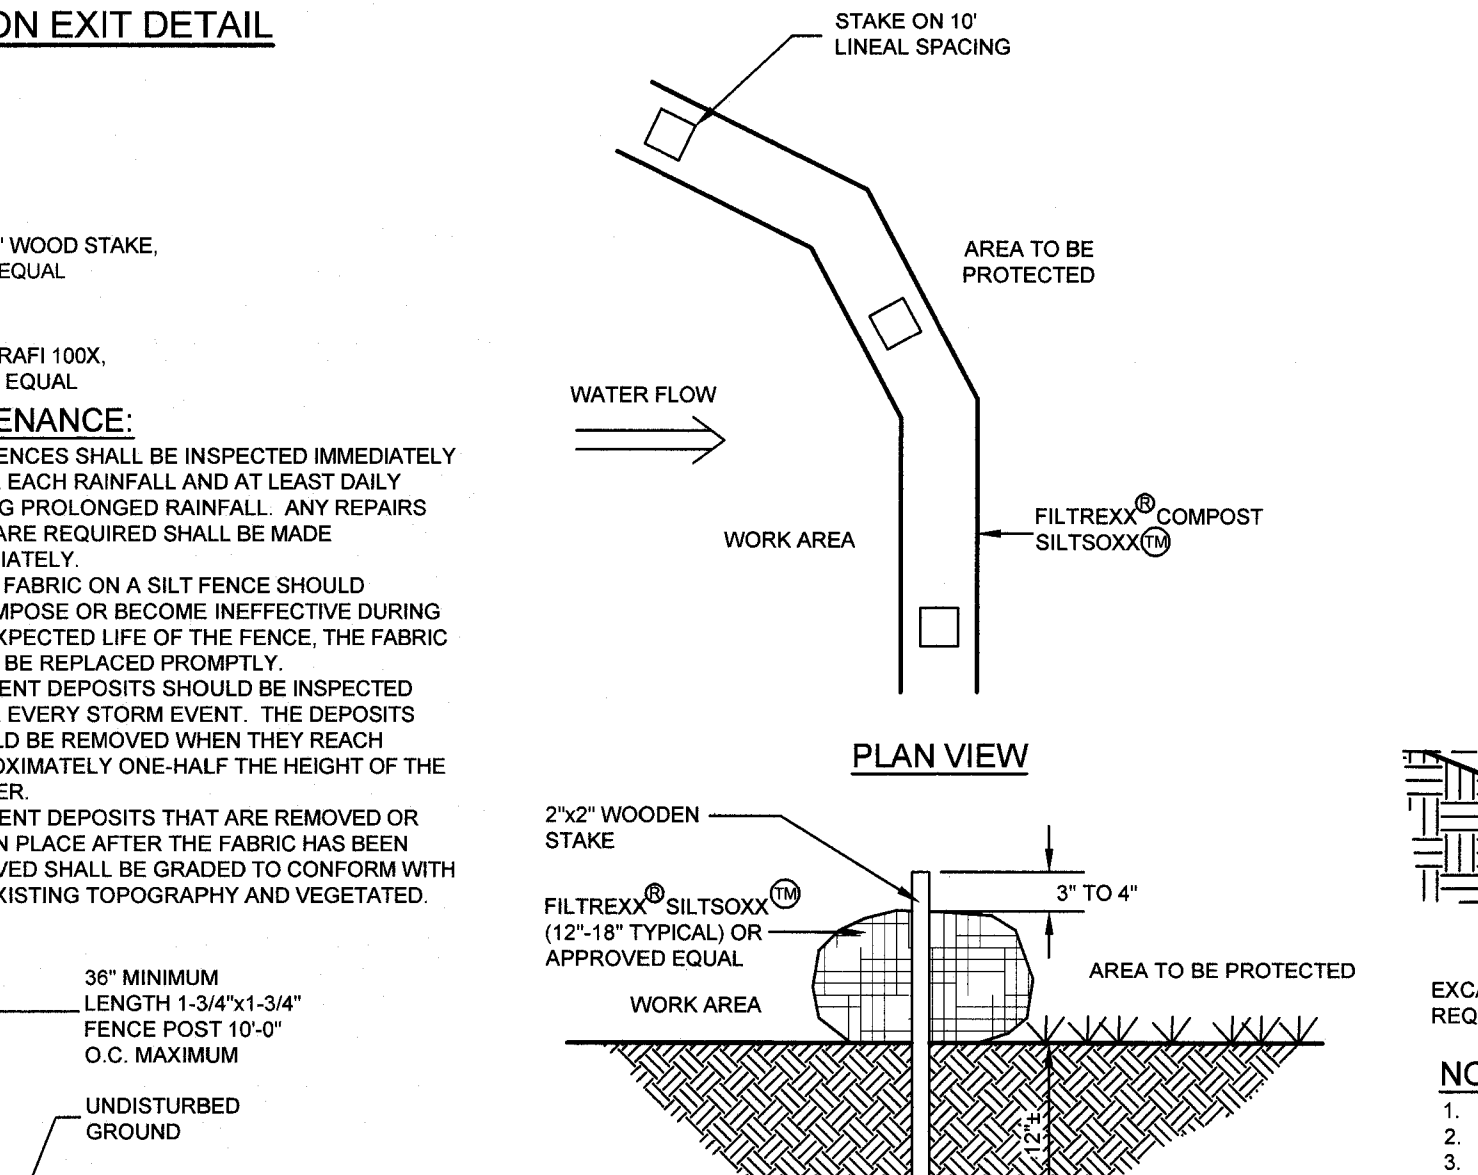 ON EXIT DETAIL
STAKE ON 10'
LINEAL SPACING
" WOOD STAKE,
EQUAL
RAFI 100X,
EQUAL
ENANCE:
ENCES SHALL BE INSPECTED IMMEDIATELY
EACH RAINFALL AND AT LEAST DAILY
G PROLONGED RAINFALL. ANY REPAIRS
ARE REQUIRED SHALL BE MADE
IATELY.
FABRIC ON A SILT FENCE SHOULD
MPOSE OR BECOME INEFFECTIVE DURING
XPECTED LIFE OF THE FENCE, THE FABRIC
BE REPLACED PROMPTLY.
ENT DEPOSITS SHOULD BE INSPECTED
EVERY STORM EVENT. THE DEPOSITS
LD BE REMOVED WHEN THEY REACH
OXIMATELY ONE-HALF THE HEIGHT OF THE
ER.
ENT DEPOSITS THAT ARE REMOVED OR
N PLACE AFTER THE FABRIC HAS BEEN
VED SHALL BE GRADED TO CONFORM WITH
XISTING TOPOGRAPHY AND VEGETATED.
36" MINIMUM
LENGTH 1-3/4"x1-3/4"
FENCE POST 10'-0"
O.C. MAXIMUM
UNDISTURBED
GROUND
AREA TO BE
PROTECTED
WATER FLOW
WORK AREA
FILTREXX® COMPOST
SILTSOXX™
PLAN VIEW
2"x2" WOODEN
STAKE
3" TO 4"
FILTREXX® SILTSOXX™
(12"-18" TYPICAL) OR
APPROVED EQUAL
WORK AREA
AREA TO BE PROTECTED
12"±
EXCA
REQ
NO
1.
2.
3.